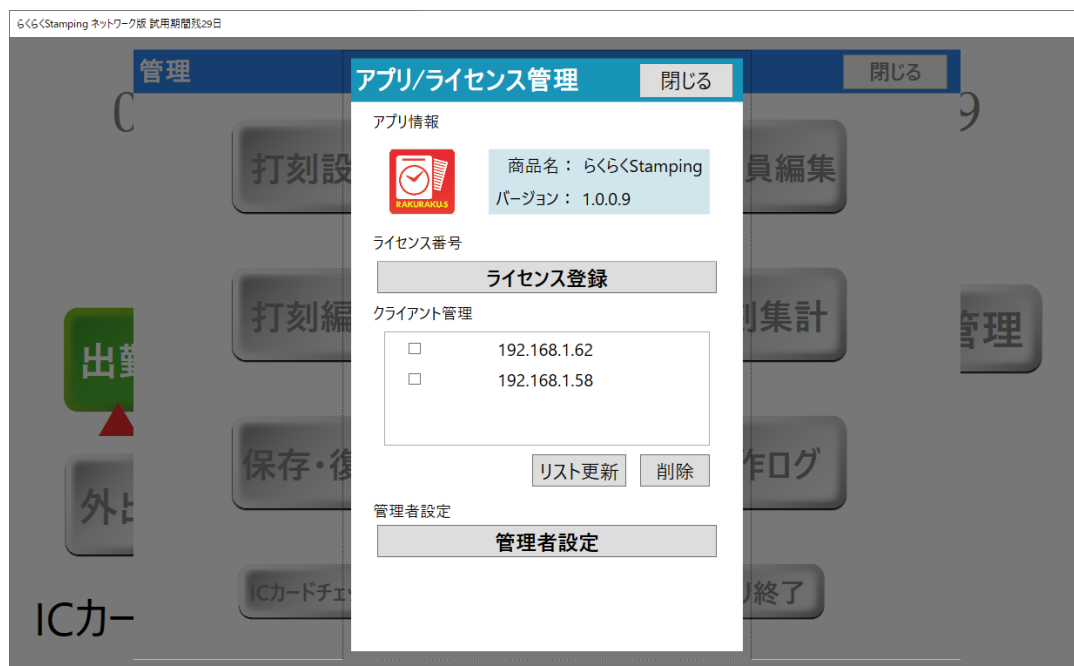 らくらくStamping ネットワーク版 試用期間残29日
管理
閉じる
アプリ/ライセンス管理
閉じる
アプリ情報
RAKURAKU.S
商品名： らくらくStamping
バージョン： 1.0.0.9
ライセンス番号
ライセンス登録
クライアント管理
192.168.1.62
192.168.1.58
リスト更新
削除
管理者設定
管理者設定
0
9
打刻設
員編集
打刻編
集計
管理
出勤
保存・復
作ログ
外出
ICカードチェ
終了
ICカー